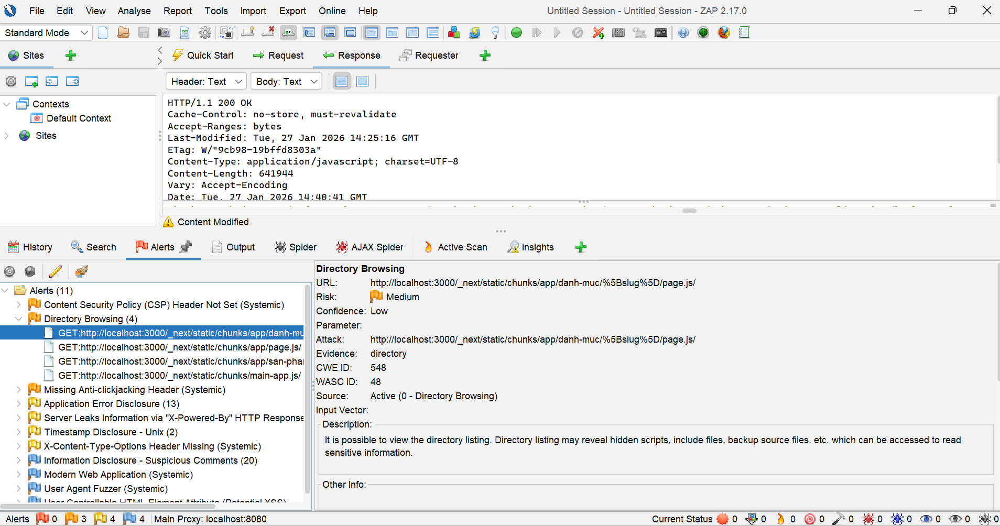 File Edit View Analyse Report Tools Import Export Online Help
Untitled Session - Untitled Session - ZAP 2.17.0
Standard Mode
Sites
Quick Start
Request
Response
Requester
Header: Text
Body: Text
Contexts
Default Context
Sites
HTTP/1.1 200 OK
Cache-Control: no-store, must-revalidate
Accept-Ranges: bytes
Last-Modified: Tue, 27 Jan 2026 14:25:16 GMT
ETag: W/"9cb98-19bffd8303a"
Content-Type: application/javascript; charset=UTF-8
Content-Length: 641944
Vary: Accept-Encoding
Date: Tue, 27 Jan 2026 14:40:41 GMT
Content Modified
History
Search
Alerts
Output
Spider
AJAX Spider
Active Scan
Insights
Alerts (11)
Content Security Policy (CSP) Header Not Set (Systemic)
Directory Browsing (4)
GET:http://localhost:3000/_next/static/chunks/app/danh-mu
GET:http://localhost:3000/_next/static/chunks/app/page.js/
GET:http://localhost:3000/_next/static/chunks/app/san-pha
GET:http://localhost:3000/_next/static/chunks/main-app.js/
Missing Anti-clickjacking Header (Systemic)
Application Error Disclosure (13)
Server Leaks Information via "X-Powered-By" HTTP Response
Timestamp Disclosure - Unix (2)
X-Content-Type-Options Header Missing (Systemic)
Information Disclosure - Suspicious Comments (20)
Modern Web Application (Systemic)
User Agent Fuzzer (Systemic)
User Controllable HTML Element Attribute (Potential XSS)
Directory Browsing
URL: http://localhost:3000/_next/static/chunks/app/danh-muc/%5Bslug%5D/page.js/
Risk: Medium
Confidence: Low
Parameter:
Attack: http://localhost:3000/_next/static/chunks/app/danh-muc/%5Bslug%5D/page.js/
Evidence: directory
CWE ID: 548
WASC ID: 48
Source: Active (0 - Directory Browsing)
Input Vector:
Description:
It is possible to view the directory listing. Directory listing may reveal hidden scripts, include files, backup source files, etc. which can be accessed to read
sensitive information.
Other Info:
Alerts 0 3 4 4 Main Proxy: localhost:8080
Current Status 0 0 0 0 0 0 0 0 0 0